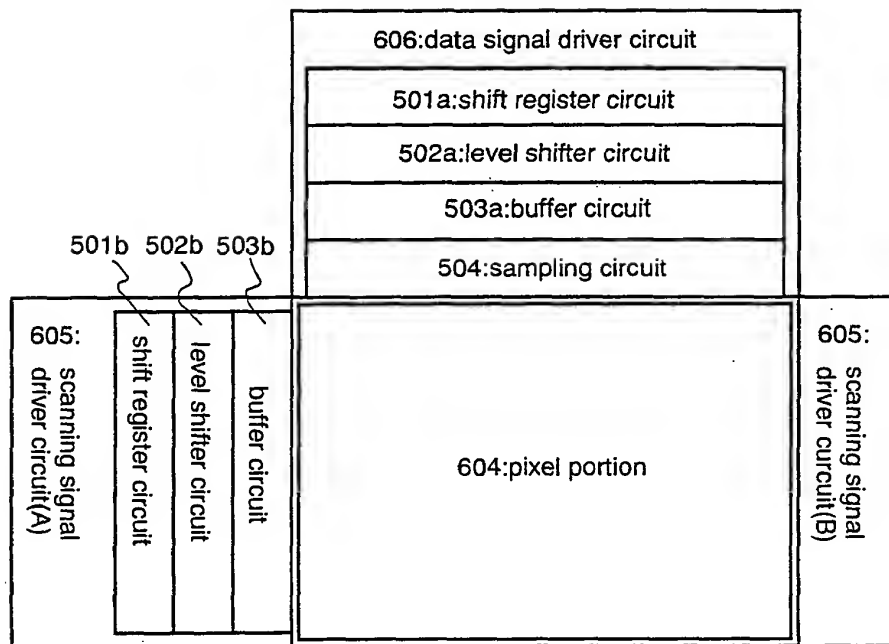 606:data signal driver circuit
501a:shift register circuit
502a:level shifter circuit
503a:buffer circuit
504:sampling circuit
501b
502b
503b
605:
scanning signal
driver circuit(A)
shift register circuit
level shifter circuit
buffer circuit
604:pixel portion
605:
scanning signal
driver curcuit(B)